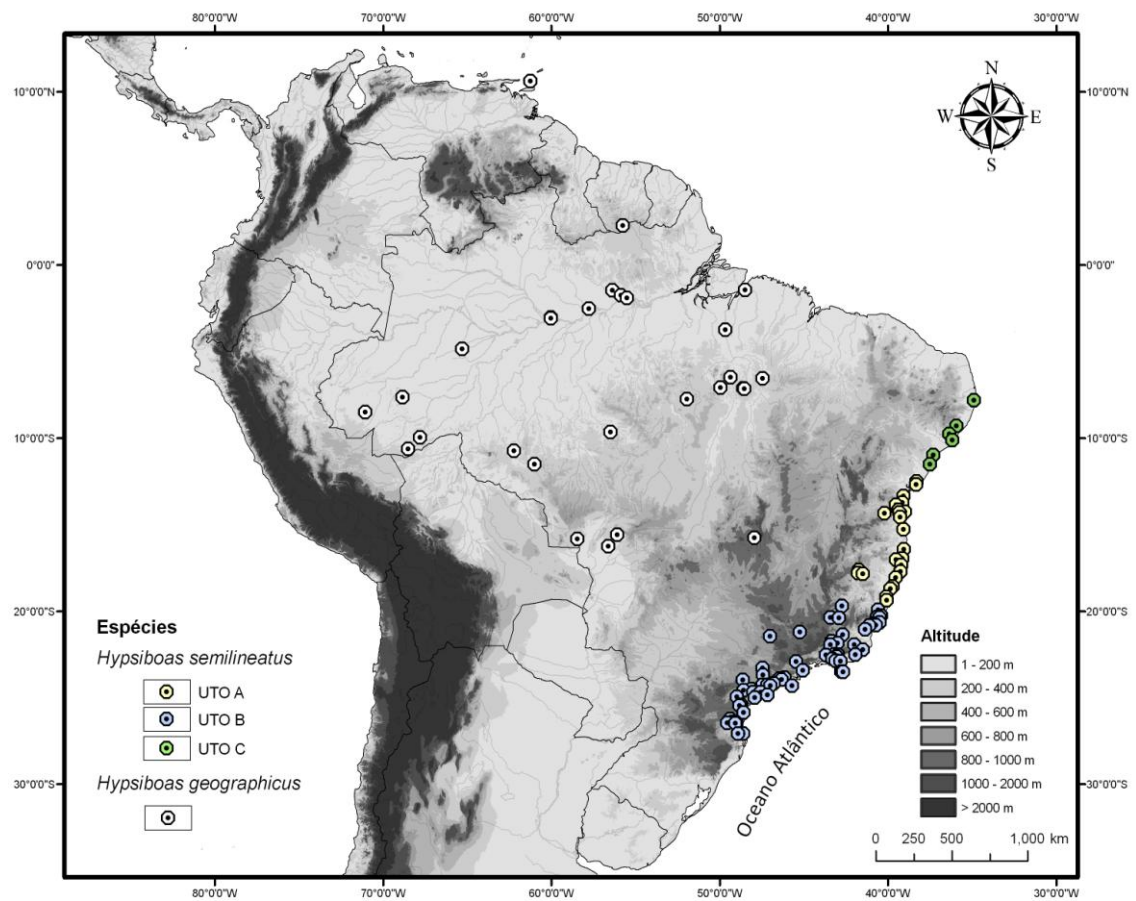 80°0'0"W 70°0'0"W 60°0'0"W 50°0'0"W 40°0'0"W 30°0'0"W
N
W E
S
10°0'0"N 10°0'0"N
0°0'0" 0°0'0"
10°0'0"S 10°0'0"S
20°0'0"S 20°0'0"S
30°0'0"S 30°0'0"S
Espécies
Hypsiboas semilineatus
UTO A
UTO B
UTO C
Hypsiboas geographicus
Oceano Atlântico
Altitude
1 - 200 m
200 - 400 m
400 - 600 m
600 - 800 m
800 - 1000 m
1000 - 2000 m
> 2000 m
0 250 500 1,000 km
80°0'0"W 70°0'0"W 60°0'0"W 50°0'0"W 40°0'0"W 30°0'0"W